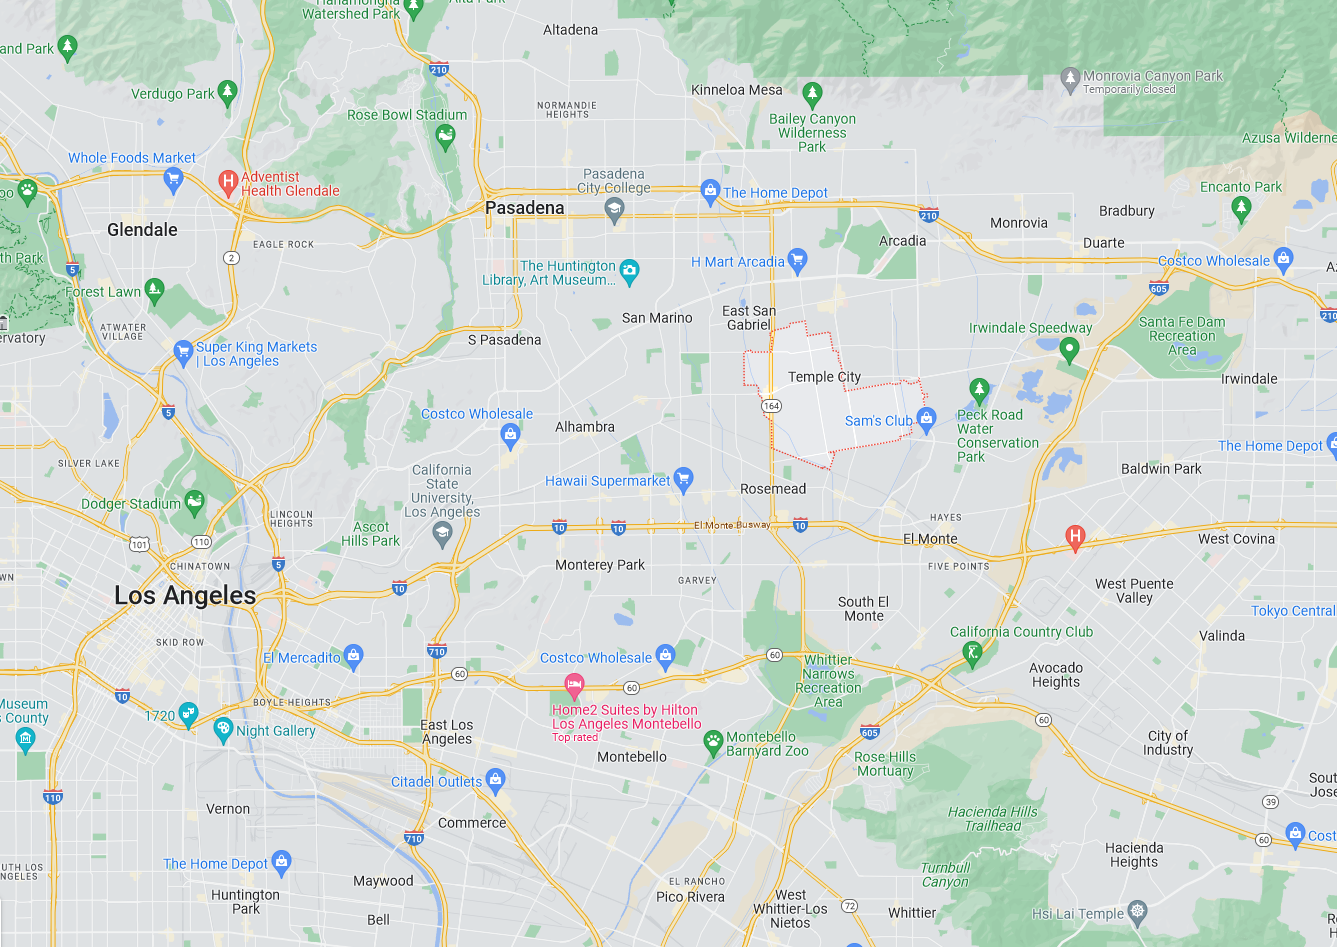 Hahamongna
Watershed Park
Alta Park
Altadena
and Park
Verdugo Park
210
Rose Bowl Stadium
NORMANDIE
HEIGHTS
Kinneloa Mesa
Bailey Canyon
Wilderness
Park
Monrovia Canyon Park
Temporarily closed
Azusa Wilderne
Whole Foods Market
Adventist
Health Glendale
Pasadena
City College
The Home Depot
Encanto Park
oo
Glendale
Pasadena
210
Monrovia
Bradbury
Duarte
Arcadia
EAGLE ROCK
th Park
5
2
The Huntington
Library, Art Museum...
H Mart Arcadia
Costco Wholesale
Az
605
210
Forest Lawn
ATWATER
VILLAGE
ervatory
San Marino
East San
Gabriel
Irwindale Speedway
Santa Fe Dam
Recreation
Area
S Pasadena
Super King Markets
| Los Angeles
Temple City
Irwindale
5
164
Costco Wholesale
Alhambra
Sam's Club
Peck Road
Water
Conservation
Park
The Home Depot
SILVER LAKE
California
State
University,
Los Angeles
Hawaii Supermarket
Rosemead
Baldwin Park
Dodger Stadium
LINCOLN
HEIGHTS
Ascot
Hills Park
10
10
El Monte Busway
10
HAYES
El Monte
West Covina
101
110
CHINATOWN
5
WN
Monterey Park
GARVEY
FIVE POINTS
Los Angeles
10
South El
Monte
West Puente
Valley
Tokyo Central
SKID ROW
El Mercadito
710
Costco Wholesale
60
California Country Club
Valinda
60
60
Whittier
Narrows
Recreation
Area
Avocado
Heights
10
BOYLE HEIGHTS
Museum
s County
1720
Night Gallery
Home2 Suites by Hilton
Los Angeles Montebello
Top rated
East Los
Angeles
Montebello
Montebello
Barnyard Zoo
605
60
Rose Hills
Mortuary
City of
Industry
Citadel Outlets
South
Jose
110
Vernon
Commerce
710
Hacienda Hills
Trailhead
39
60
Cost
The Home Depot
UTH LOS
NGELES
Maywood
EL RANCHO
Pico Rivera
Turnbull
Canyon
Hacienda
Heights
Huntington
Park
Bell
West
Whittier-Los
Nietos
72
Whittier
Hsi Lai Temple
Ro
H